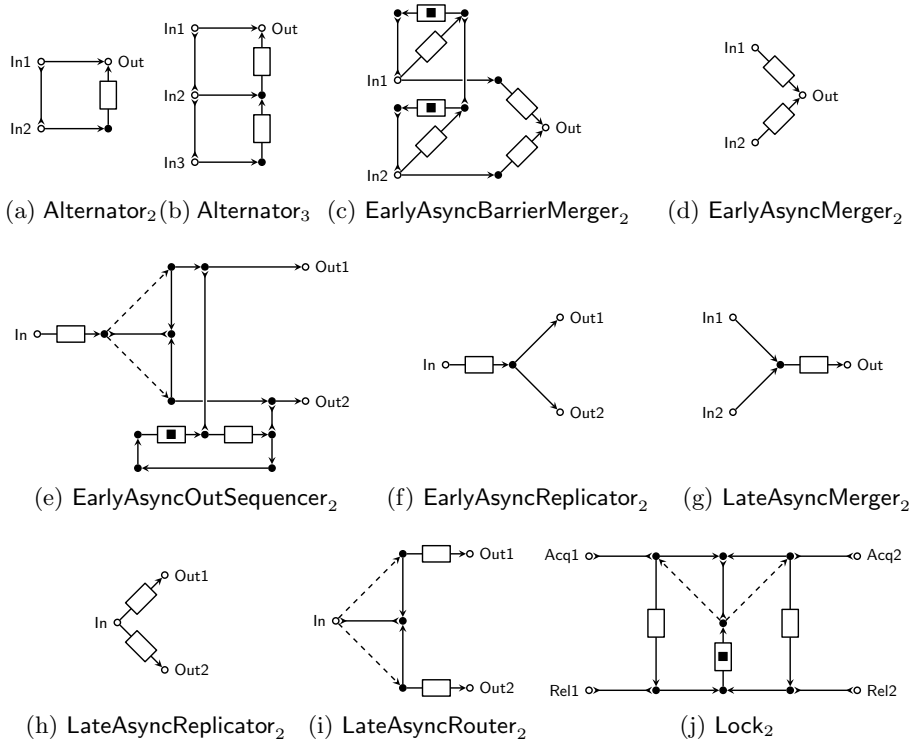 In1
Out
In2
In1
Out
In2
In3
In1
In2
Out
In1
Out
In2
(a) Alternator2 (b) Alternator3 (c) EarlyAsyncBarrierMerger2 (d) EarlyAsyncMerger2
Out1
In
Out2
Out1
In
Out2
In1
Out
In2
(e) EarlyAsyncOutSequencer2 (f) EarlyAsyncReplicator2 (g) LateAsyncMerger2
Out1
In
Out2
Out1
In
Out2
Acq1 Acq2
Rel1 Rel2
(h) LateAsyncReplicator2 (i) LateAsyncRouter2 (j) Lock2